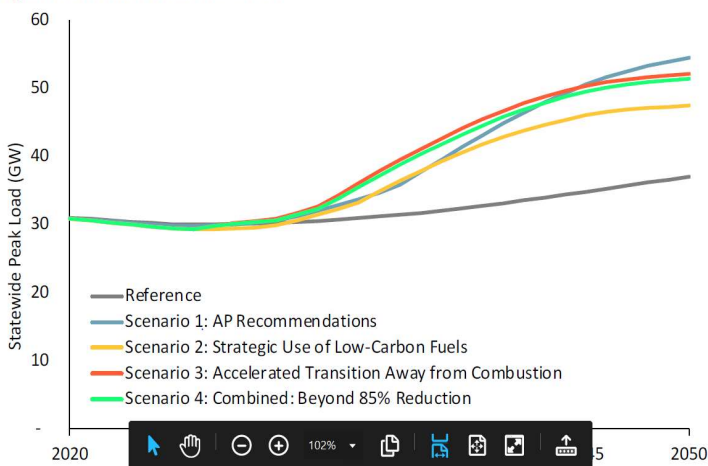 60
50
40
30
20
10
-
Statewide Peak Load (GW)
Reference
Scenario 1: AP Recommendations
Scenario 2: Strategic Use of Low-Carbon Fuels
Scenario 3: Accelerated Transition Away from Combustion
Scenario 4: Combined: Beyond 85% Reduction
102%
2020
45
2050